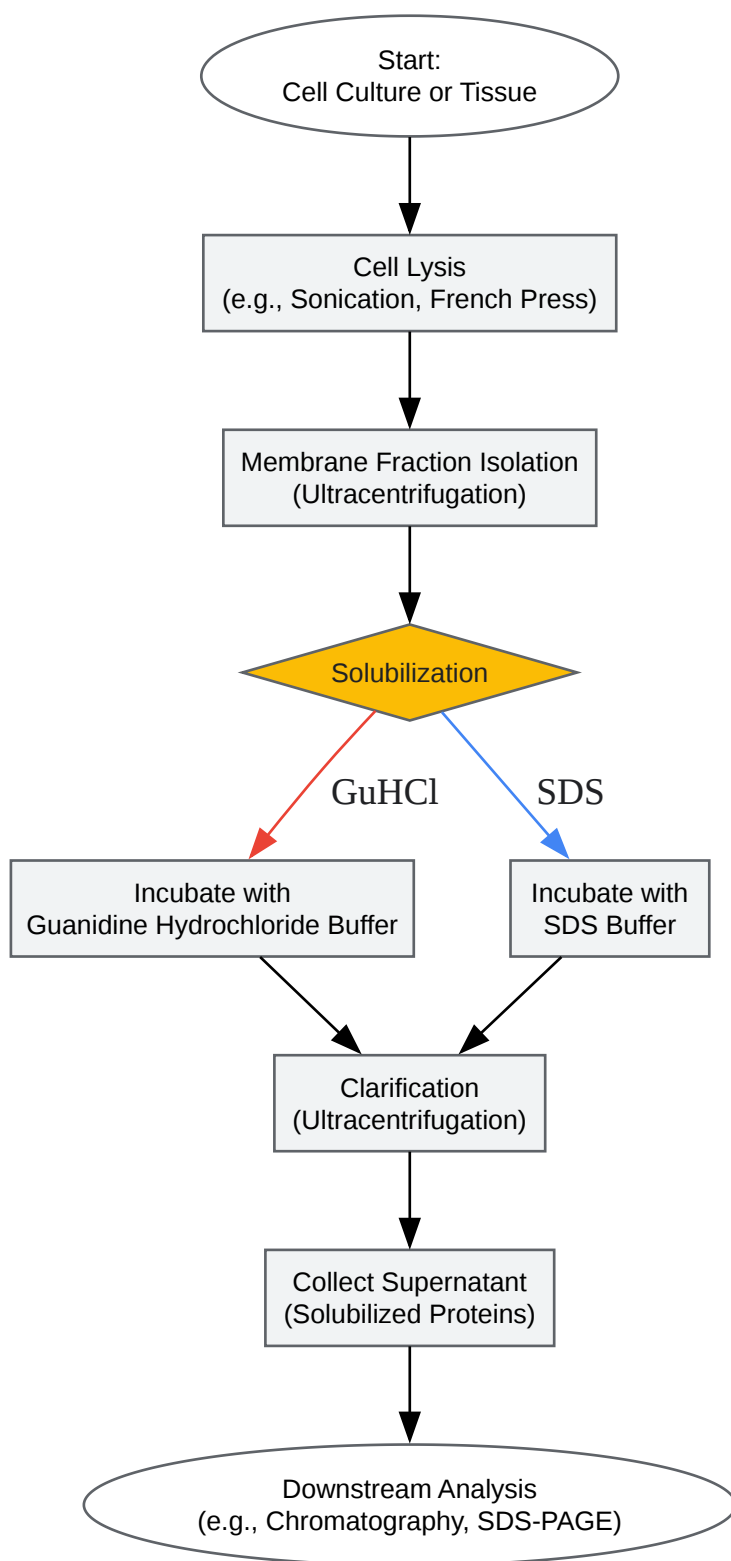 Start:
Cell Culture or Tissue
Cell Lysis
(e.g., Sonication, French Press)
Membrane Fraction Isolation
(Ultracentrifugation)
Solubilization
GuHCl
SDS
Incubate with
Guanidine Hydrochloride Buffer
Incubate with
SDS Buffer
Clarification
(Ultracentrifugation)
Collect Supernatant
(Solubilized Proteins)
Downstream Analysis
(e.g., Chromatography, SDS-PAGE)